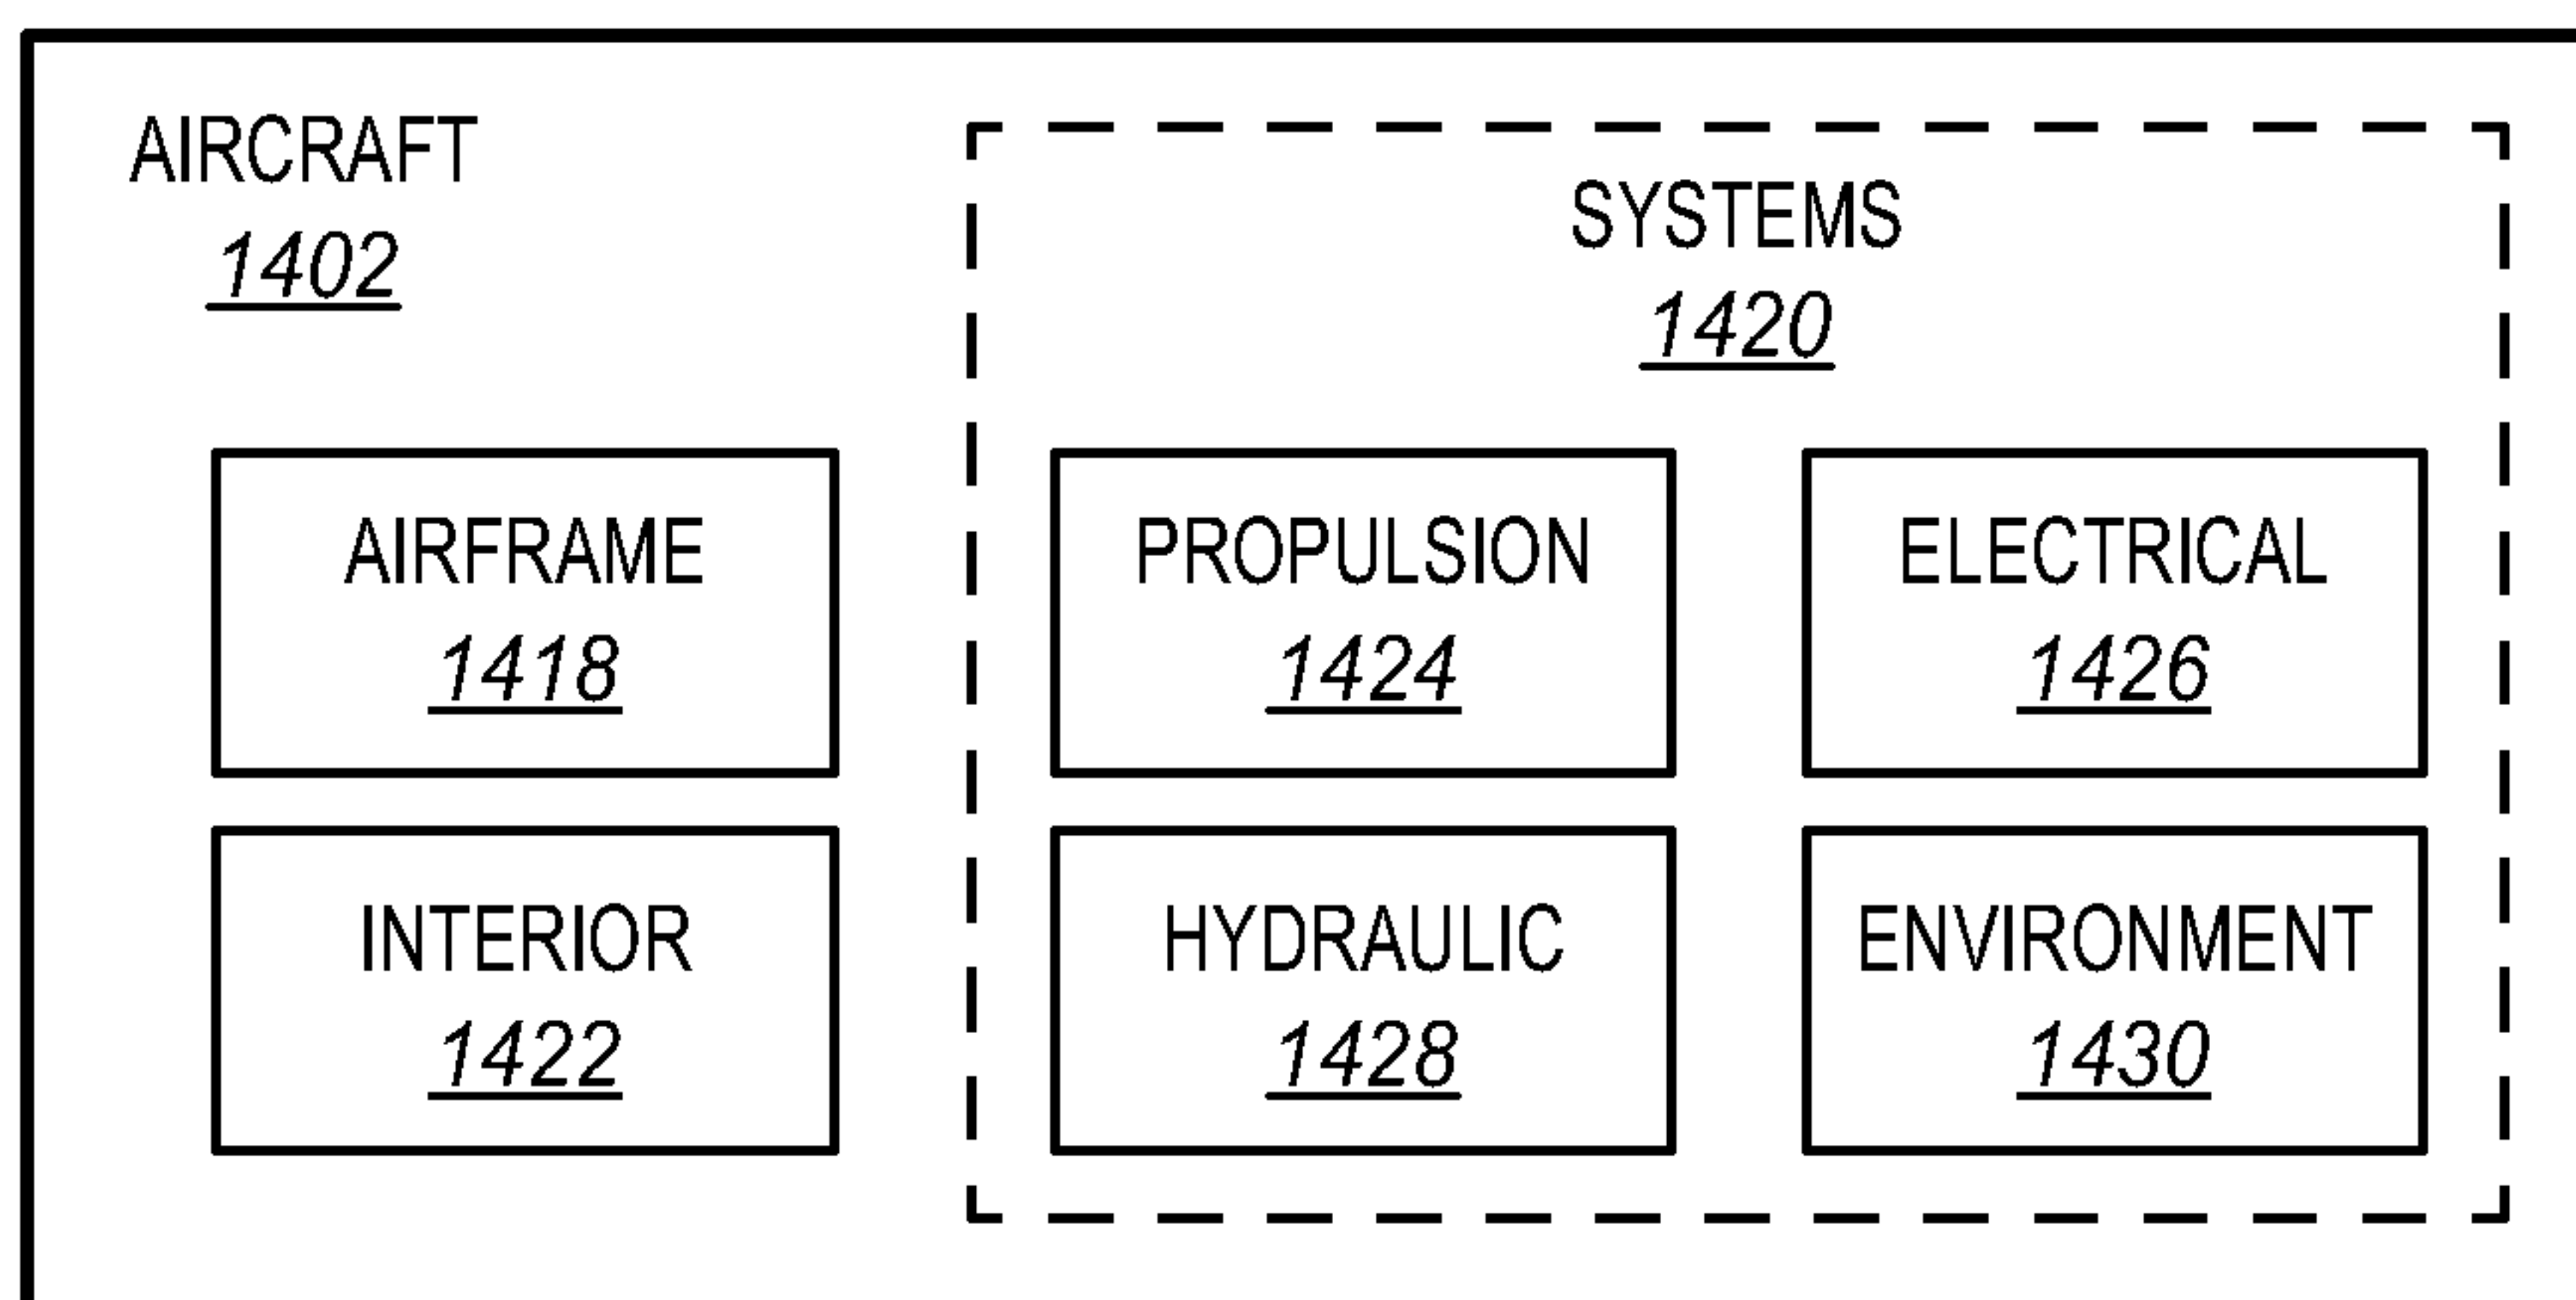 AIRCRAFT
1402
SYSTEMS
1420
AIRFRAME
1418
PROPULSION
1424
ELECTRICAL
1426
INTERIOR
1422
HYDRAULIC
1428
ENVIRONMENT
1430